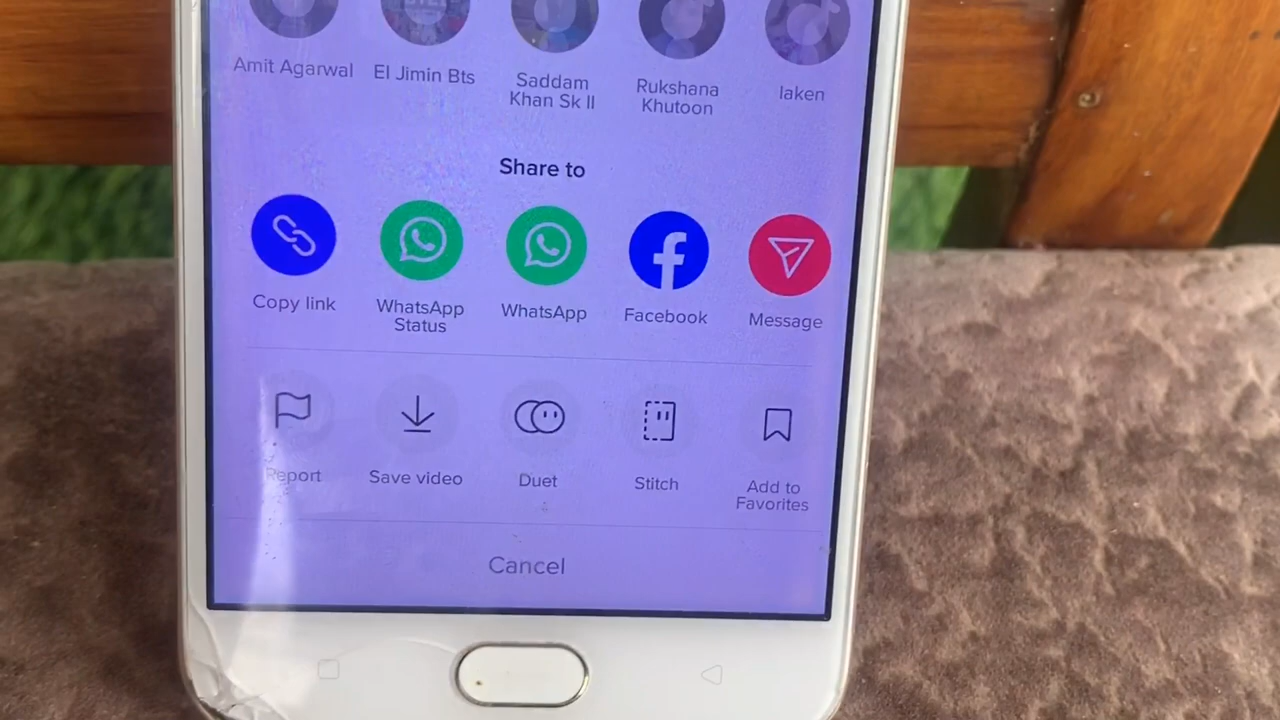 Amit Agarwal
El Jimin Bts
Saddam
Khan Sk II
Rukshana
Khutoon
laken
Share to
Copy link
WhatsApp
Status
WhatsApp
Facebook
Message
Report
Save video
Duet
Stitch
Add to
Favorites
Cancel